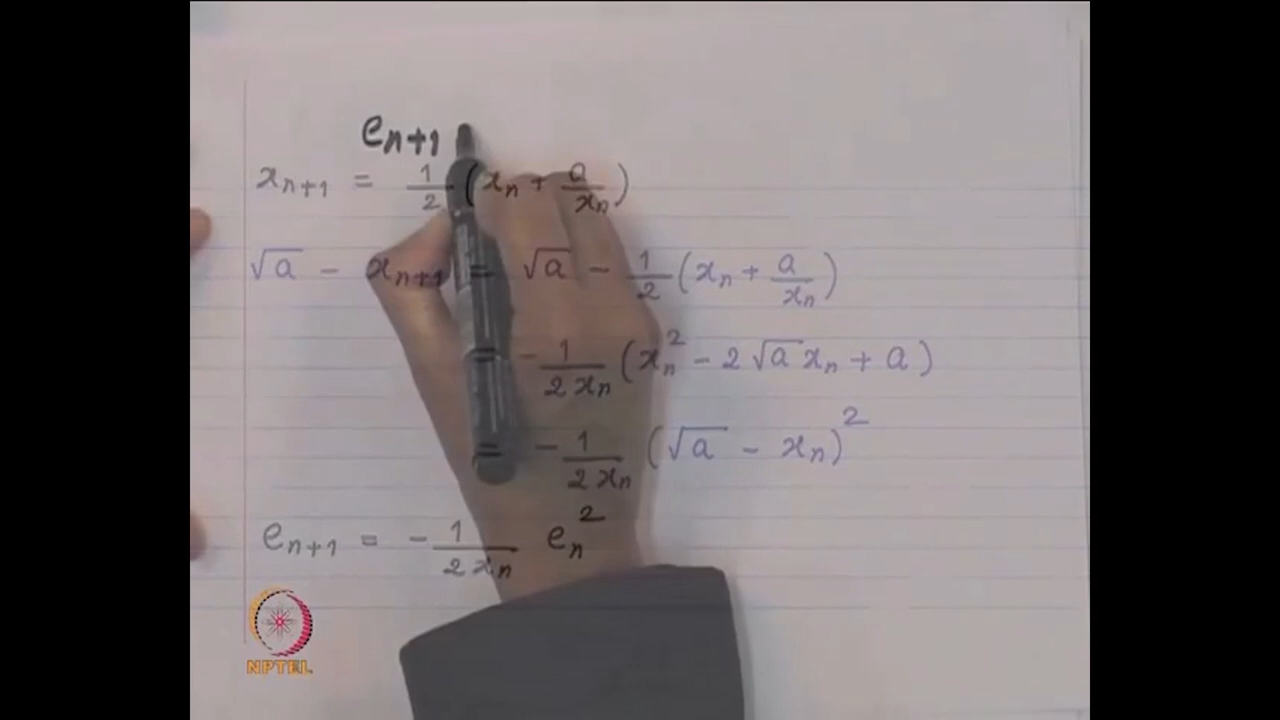 e_{n+1}
x_{n+1} = 1/2 (x_n + a/x_n)
√a - x_{n+1} = √a - 1/2 (x_n + a/x_n)
= -1/(2x_n) (x_n^2 - 2√a x_n + a)
= -1/(2x_n) (√a - x_n)^2
e_{n+1} = -1/(2x_n) e_n^2
NPTEL